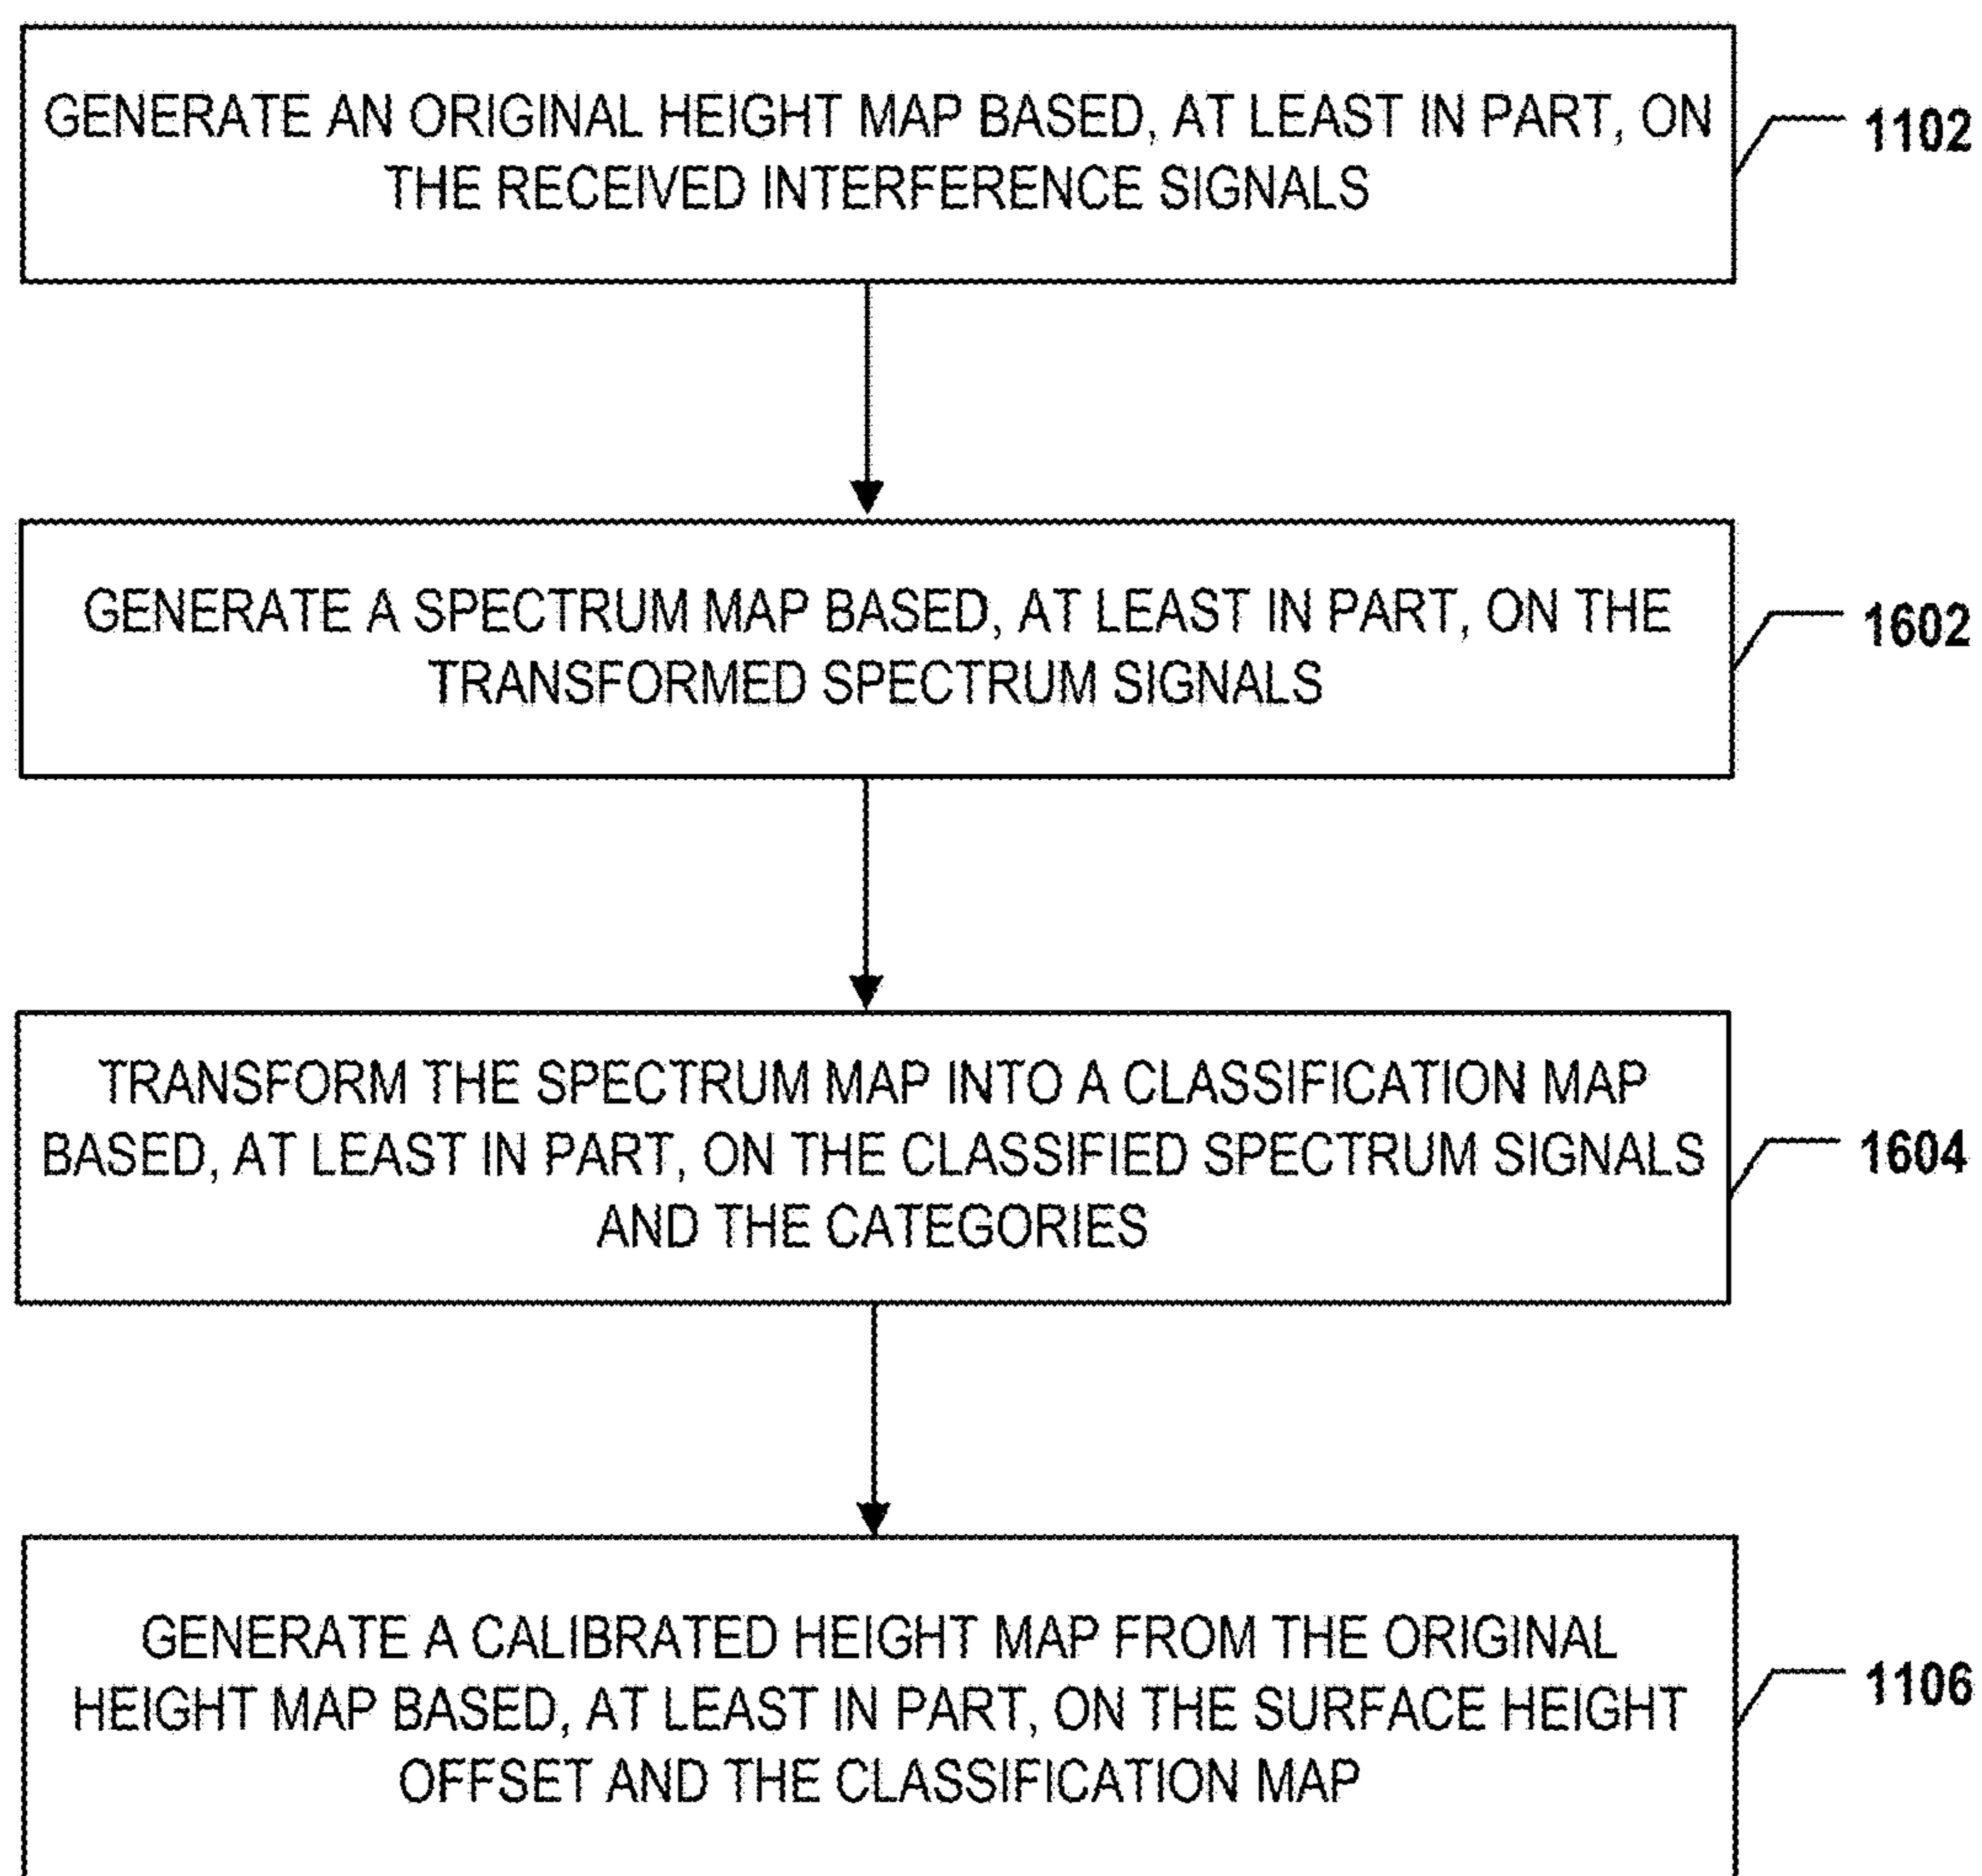 GENERATE AN ORIGINAL HEIGHT MAP BASED, AT LEAST IN PART, ON
THE RECEIVED INTERFERENCE SIGNALS
1102
GENERATE A SPECTRUM MAP BASED, AT LEAST IN PART, ON THE
TRANSFORMED SPECTRUM SIGNALS
1602
TRANSFORM THE SPECTRUM MAP INTO A CLASSIFICATION MAP
BASED, AT LEAST IN PART, ON THE CLASSIFIED SPECTRUM SIGNALS
AND THE CATEGORIES
1604
GENERATE A CALIBRATED HEIGHT MAP FROM THE ORIGINAL
HEIGHT MAP BASED, AT LEAST IN PART, ON THE SURFACE HEIGHT
OFFSET AND THE CLASSIFICATION MAP
1106